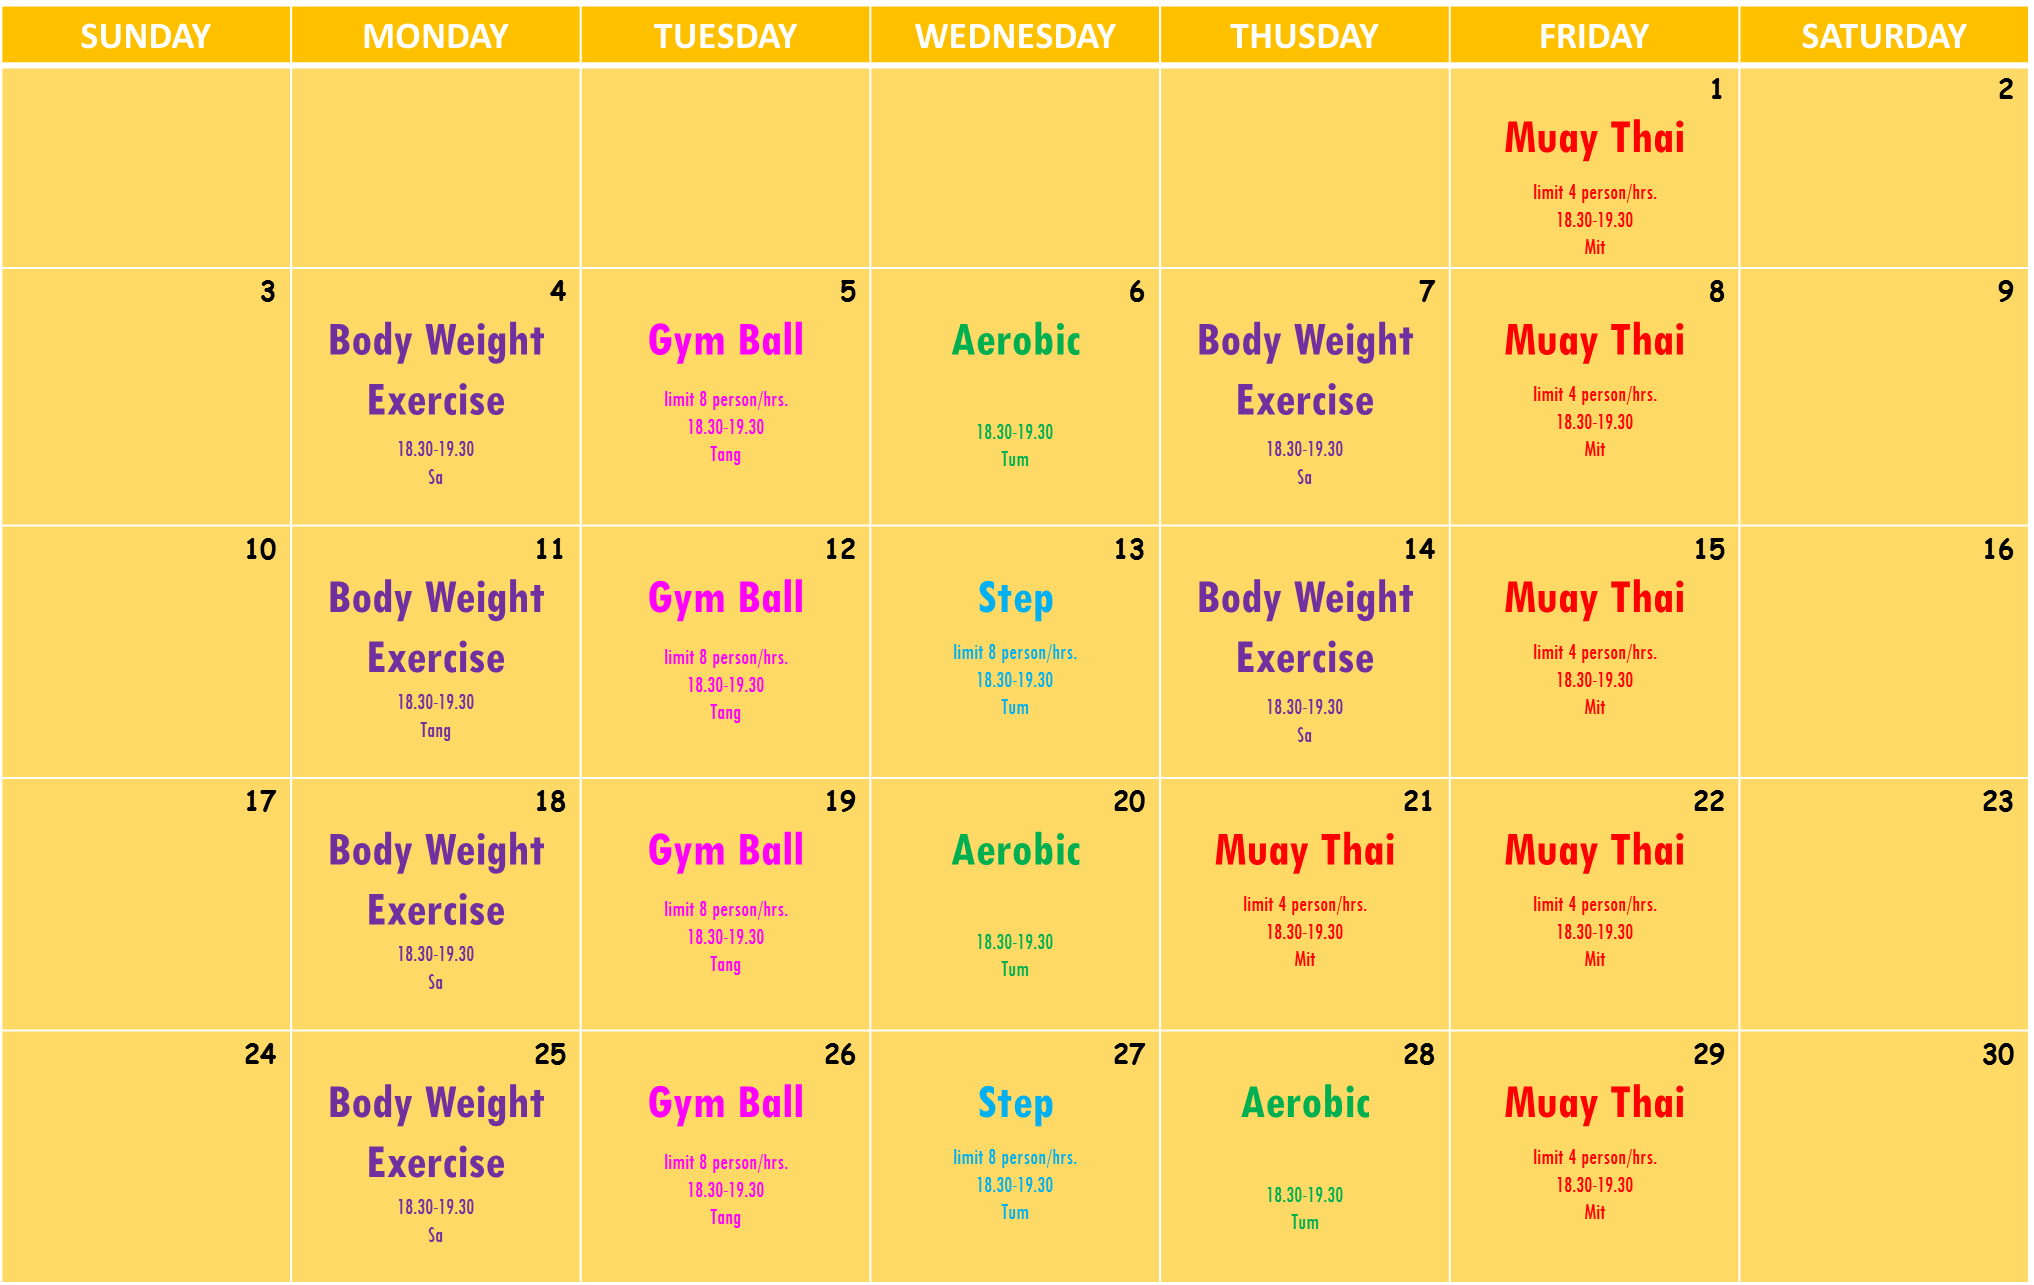 SUNDAY MONDAY TUESDAY WEDNESDAY THUSDAY FRIDAY SATURDAY
1
Muay Thai
limit 4 person/hrs.
18.30-19.30
Mit
2
3
4
Body Weight
Exercise
18.30-19.30
Sa
5
Gym Ball
limit 8 person/hrs.
18.30-19.30
Tang
6
Aerobic
18.30-19.30
Tum
7
Body Weight
Exercise
18.30-19.30
Sa
8
Muay Thai
limit 4 person/hrs.
18.30-19.30
Mit
9
10
11
Body Weight
Exercise
18.30-19.30
Tang
12
Gym Ball
limit 8 person/hrs.
18.30-19.30
Tang
13
Step
limit 8 person/hrs.
18.30-19.30
Tum
14
Body Weight
Exercise
18.30-19.30
Sa
15
Muay Thai
limit 4 person/hrs.
18.30-19.30
Mit
16
17
18
Body Weight
Exercise
18.30-19.30
Sa
19
Gym Ball
limit 8 person/hrs.
18.30-19.30
Tang
20
Aerobic
18.30-19.30
Tum
21
Muay Thai
limit 4 person/hrs.
18.30-19.30
Mit
22
Muay Thai
limit 4 person/hrs.
18.30-19.30
Mit
23
24
25
Body Weight
Exercise
18.30-19.30
Sa
26
Gym Ball
limit 8 person/hrs.
18.30-19.30
Tang
27
Step
limit 8 person/hrs.
18.30-19.30
Tum
28
Aerobic
18.30-19.30
Tum
29
Muay Thai
limit 4 person/hrs.
18.30-19.30
Mit
30